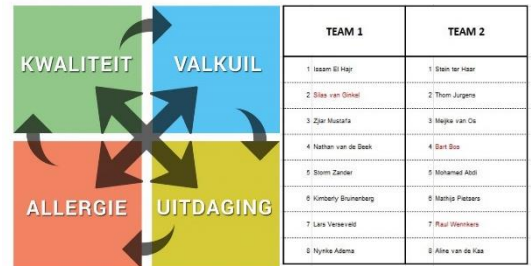 KWALITEIT
VALKUIL
ALLERGIE
UITDAGING
TEAM 1
TEAM 2
1 Issam El Hajr
1 Stein ter Haar
2 Silas van Ginkel
2 Thom Jurgens
3 Zjiar Mustafa
3 Meijke van Os
4 Nathan van de Beek
4 Bart Bos
5 Storm Zander
5 Mohamed Abdi
6 Kimberly Bruinenberg
6 Mathijs Pietsers
7 Lars Verseveld
7 Raul Wennkers
8 Nynke Adema
8 Aline van de Kaa